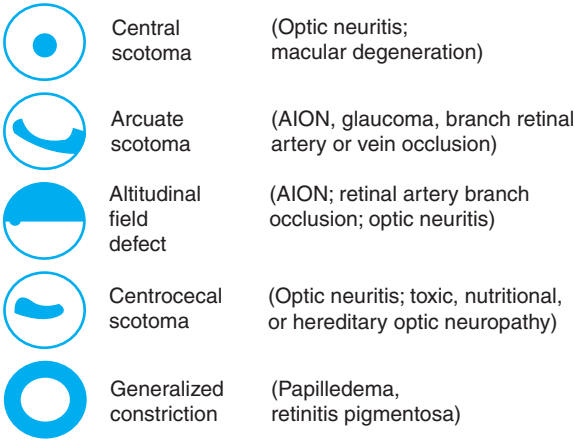 Central
scotoma
(Optic neuritis;
macular degeneration)
Arcuate
scotoma
(AION, glaucoma, branch retinal
artery or vein occlusion)
Altitudinal
field
defect
(AION; retinal artery branch
occlusion; optic neuritis)
Centrocecal
scotoma
(Optic neuritis; toxic, nutritional,
or hereditary optic neuropathy)
Generalized
constriction
(Papilledema,
retinitis pigmentosa)